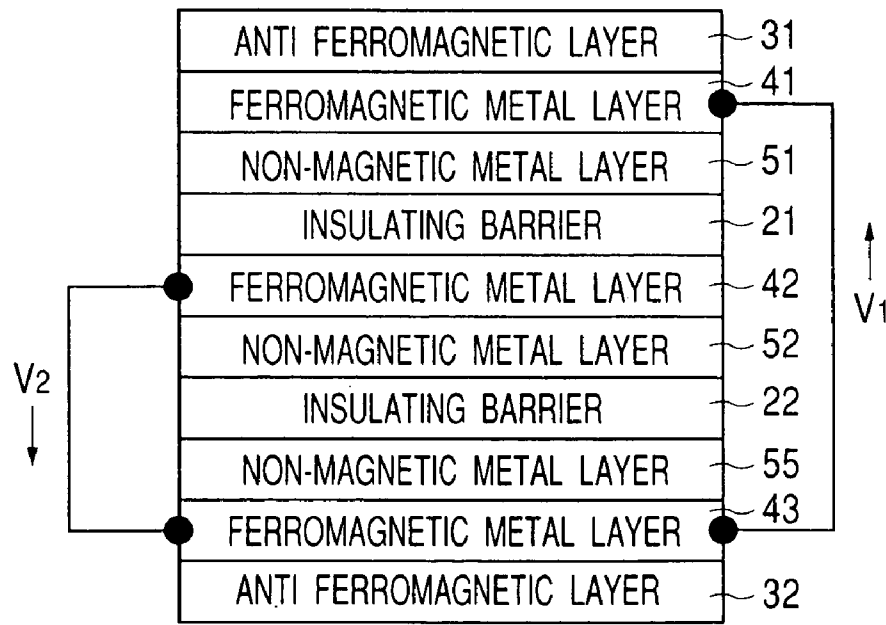 ANTI FERROMAGNETIC LAYER 31
FERROMAGNETIC METAL LAYER 41
NON-MAGNETIC METAL LAYER 51
INSULATING BARRIER 21
FERROMAGNETIC METAL LAYER 42
V1
NON-MAGNETIC METAL LAYER 52
V2
INSULATING BARRIER 22
NON-MAGNETIC METAL LAYER 55
FERROMAGNETIC METAL LAYER 43
ANTI FERROMAGNETIC LAYER 32